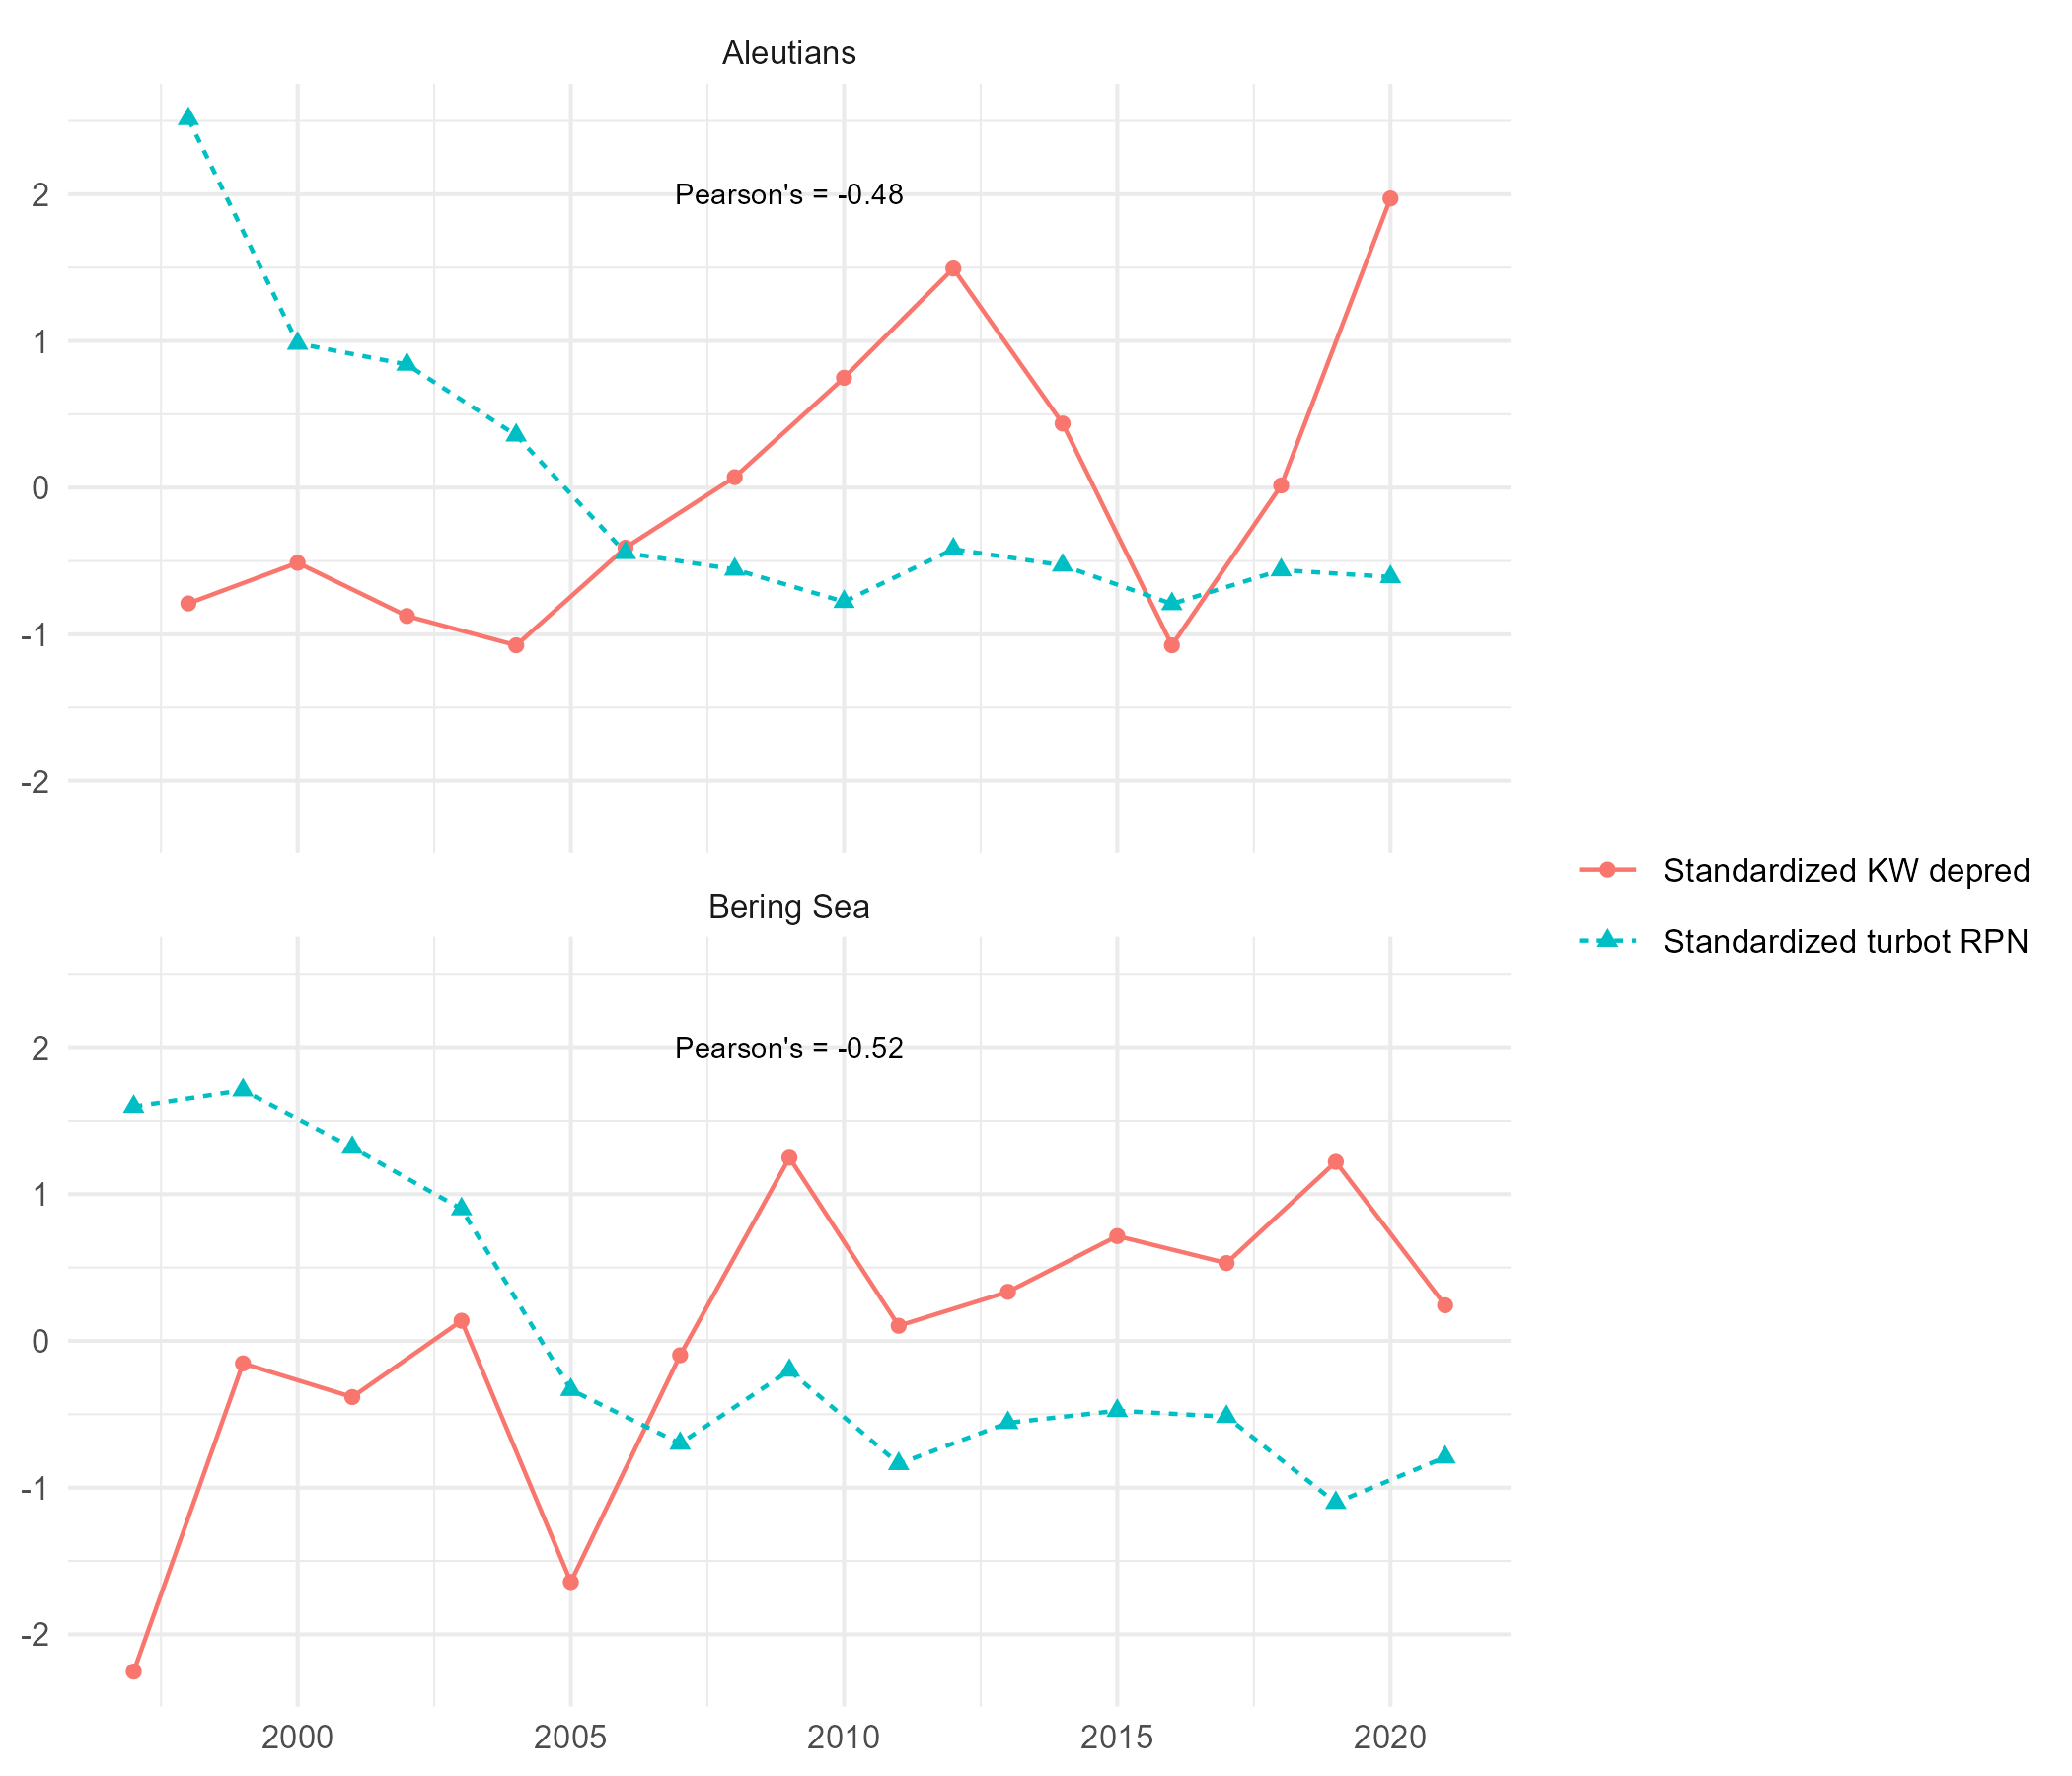 Aleutians
2
1
0
-1
-2
Pearson's = -0.48
Bering Sea
2
1
0
-1
-2
Pearson's = -0.52
2000
2005
2010
2015
2020
Standardized KW depred
Standardized turbot RPN